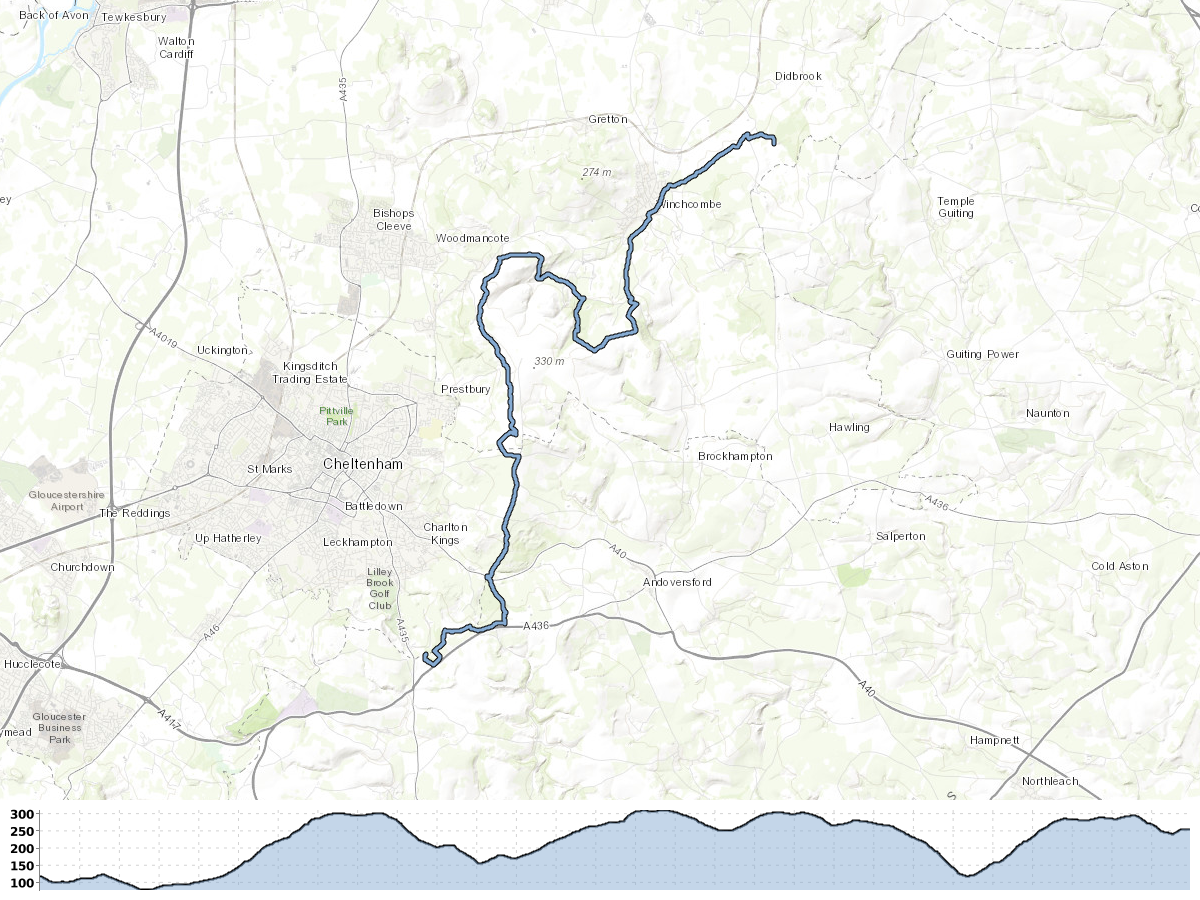 Back of Avon
Tewkesbury
Walton
Cardiff
A435
Didbrook
Gretton
274 m
ey
Winchcombe
Temple
Guiting
Bishops
Cleeve
Woodmancote
A4019
Uckington
Kingsditch
Trading Estate
330 m
Guiting Power
Prestbury
Pittville
Park
Naunton
Hawling
Brockhampton
St Marks
Cheltenham
Gloucestershire
Airport
The Reddings
Battledown
A436
Up Hatherley
Leckhampton
Charlton
Kings
Salperton
A40
Churchdown
Cold Aston
Lilley
Brook
Golf
Club
Andoversford
A46
A435
A436
Hucclecote
A40
Gloucester
Business
Park
ymead
A417
Hampnett
Northleach
300
250
200
150
100